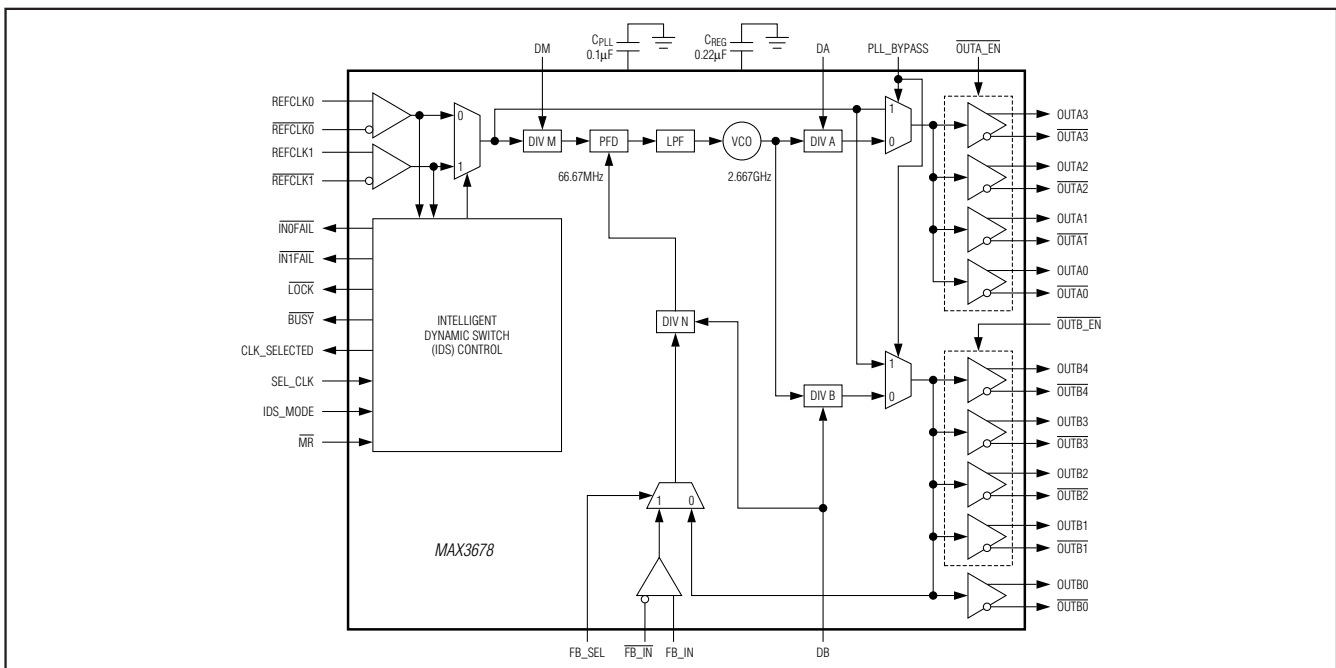 CPLL
0.1µF
CREG
0.22µF
DM
DA
PLL_BYPASS
OUTA_EN
REFCLK0
REFCLK0
REFCLK1
REFCLK1
0
1
DIV M
PFD
LPF
VCO
DIV A
1
0
66.67MHz
2.667GHz
OUTA3
OUTA3
OUTA2
OUTA2
OUTA1
OUTA1
OUTA0
OUTA0
IN0FAIL
IN1FAIL
LOCK
BUSY
CLK_SELECTED
SEL_CLK
IDS_MODE
MR
INTELLIGENT
DYNAMIC SWITCH
(IDS) CONTROL
DIV N
OUTB_EN
1
0
DIV B
OUTB4
OUTB4
OUTB3
OUTB3
OUTB2
OUTB2
OUTB1
OUTB1
OUTB0
OUTB0
1 0
MAX3678
FB_SEL
FB_IN
FB_IN
DB